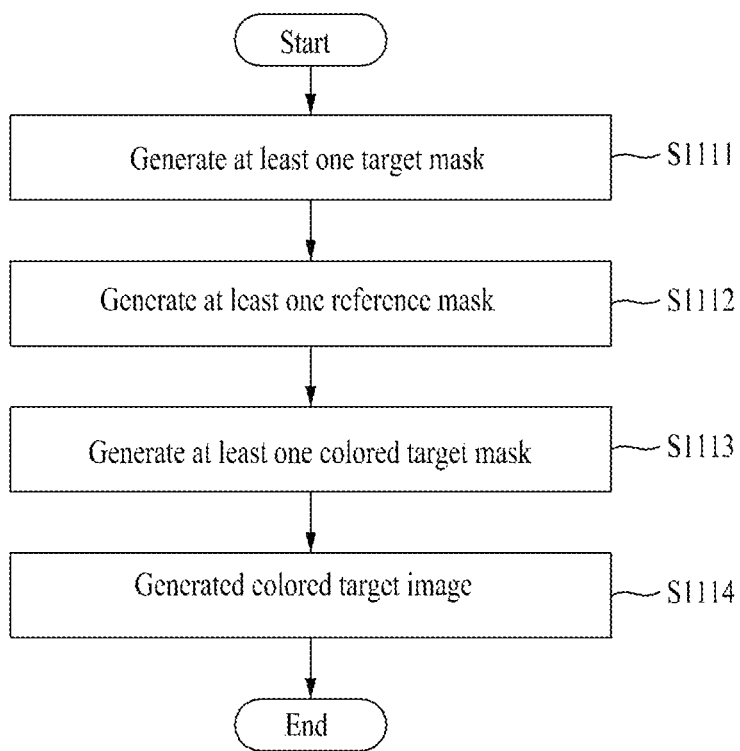 Start
Generate at least one target mask
S1111
Generate at least one reference mask
S1112
Generate at least one colored target mask
S1113
Generated colored target image
S1114
End